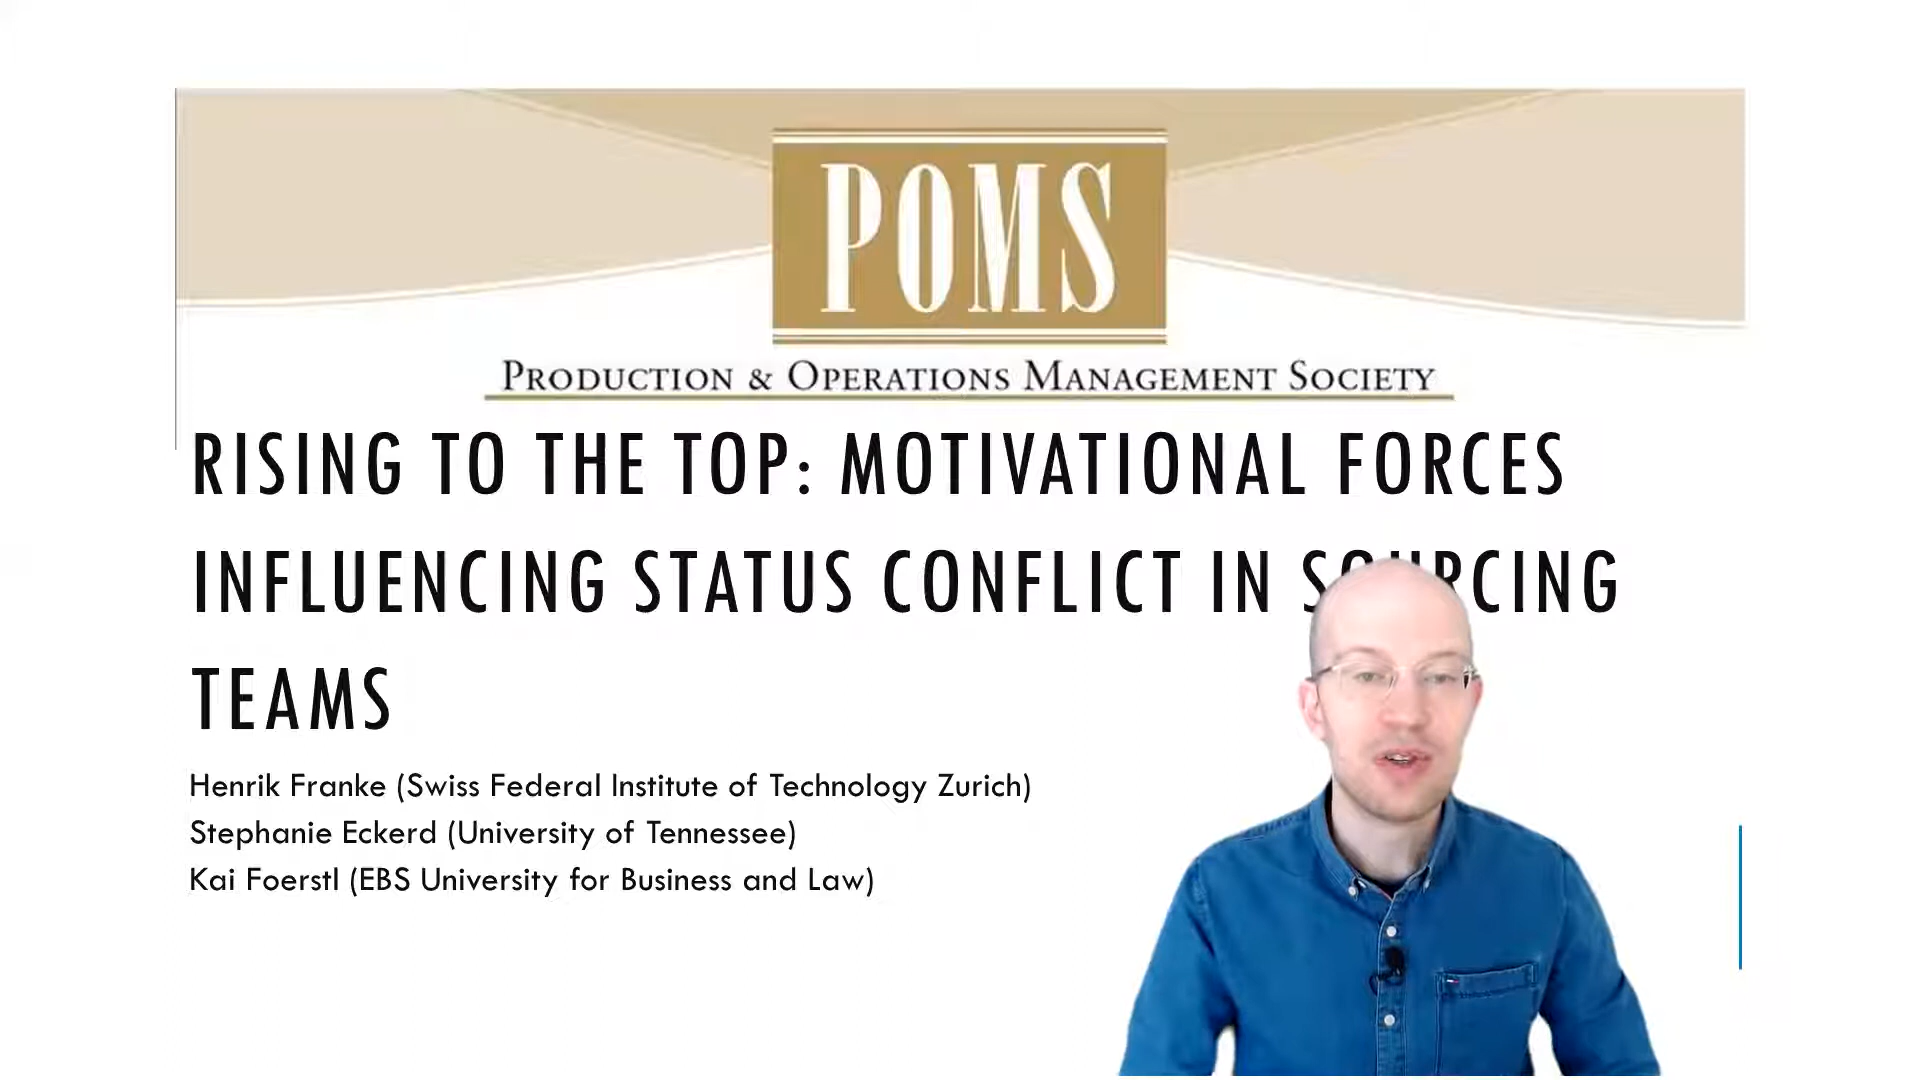 POMS
PRODUCTION & OPERATIONS MANAGEMENT SOCIETY
RISING TO THE TOP: MOTIVATIONAL FORCES
INFLUENCING STATUS CONFLICT IN SOURCING
TEAMS
Henrik Franke (Swiss Federal Institute of Technology Zurich)
Stephanie Eckerd (University of Tennessee)
Kai Foerstl (EBS University for Business and Law)